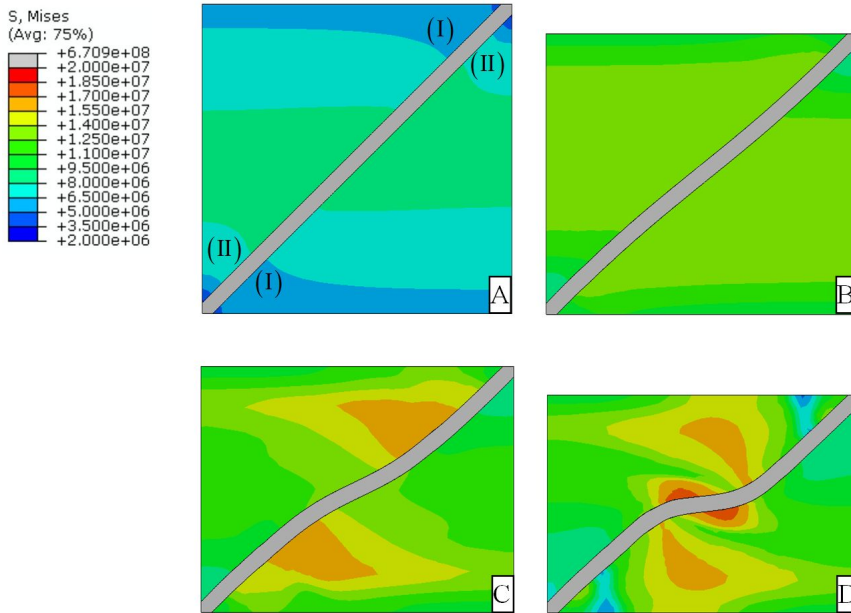 S, Mises
(Avg: 75%)
+6.709e+08
+2.000e+07
+1.850e+07
+1.700e+07
+1.550e+07
+1.400e+07
+1.250e+07
+1.100e+07
+9.500e+06
+8.000e+06
+6.500e+06
+5.000e+06
+3.500e+06
+2.000e+06
(I)
(II)
(II)
(I)
A
B
C
D